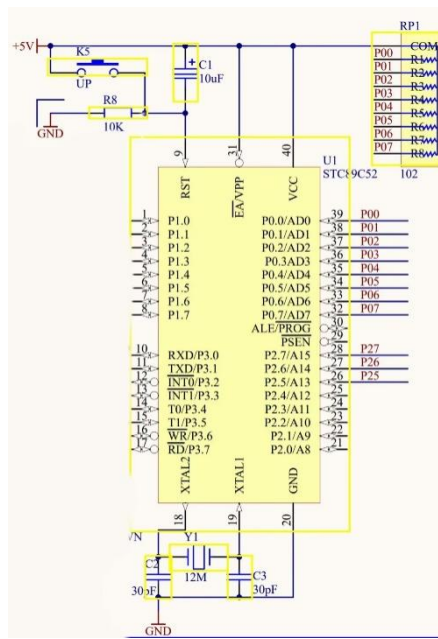 RP1
K5
COM
+5V
P00 R1
C1
P01 R2
10uF
P02 R3
UP
P03 R4
P04 R5
R8
P05 R6
P06 R7
GND
10K
P07 R8
9
31
40
U1
102
STC89C52
RST
EA/VPP
VCC
1 P1.0 P0.0/AD0 39 P00
2 P1.1 P0.1/AD1 38 P01
3 P1.2 P0.2/AD2 37 P02
4 P1.3 P0.3AD3 36 P03
5 P1.4 P0.4/AD4 35 P04
6 P1.5 P0.5/AD5 34 P05
7 P1.6 P0.6/AD6 33 P06
8 P1.7 P0.7/AD7 32 P07
ALE/PROG 30
PSEN 29
10 RXD/P3.0 P2.7/A15 28 P27
11 TXD/P3.1 P2.6/A14 27 P26
12 INT0/P3.2 P2.5/A13 26 P25
13 INT1/P3.3 P2.4/A12 25
14 T0/P3.4 P2.3/A11 24
15 T1/P3.5 P2.2/A10 23
16 WR/P3.6 P2.1/A9 22
17 RD/P3.7 P2.0/A8 21
XTAL2
XTAL1
GND
18
19
20
VN
Y1
C2
C3
12M
30pF
30pF
GND